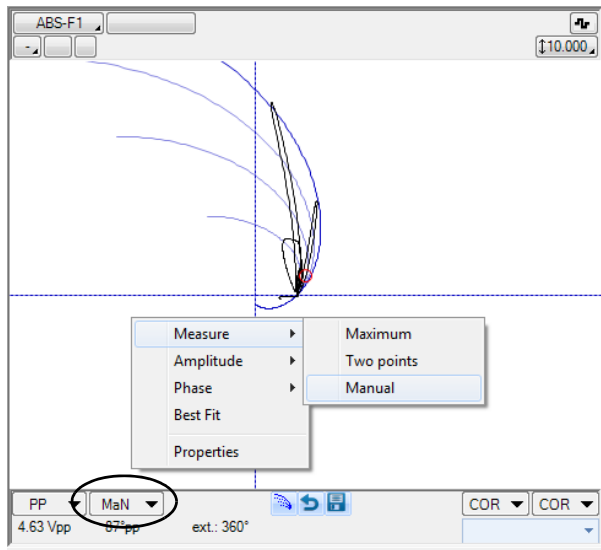 ABS-F1
- 10.000
Measure Maximum
Amplitude Two points
Phase Manual
Best Fit
Properties
PP MaN COR COR
4.63 Vpp 87°pp ext.: 360°